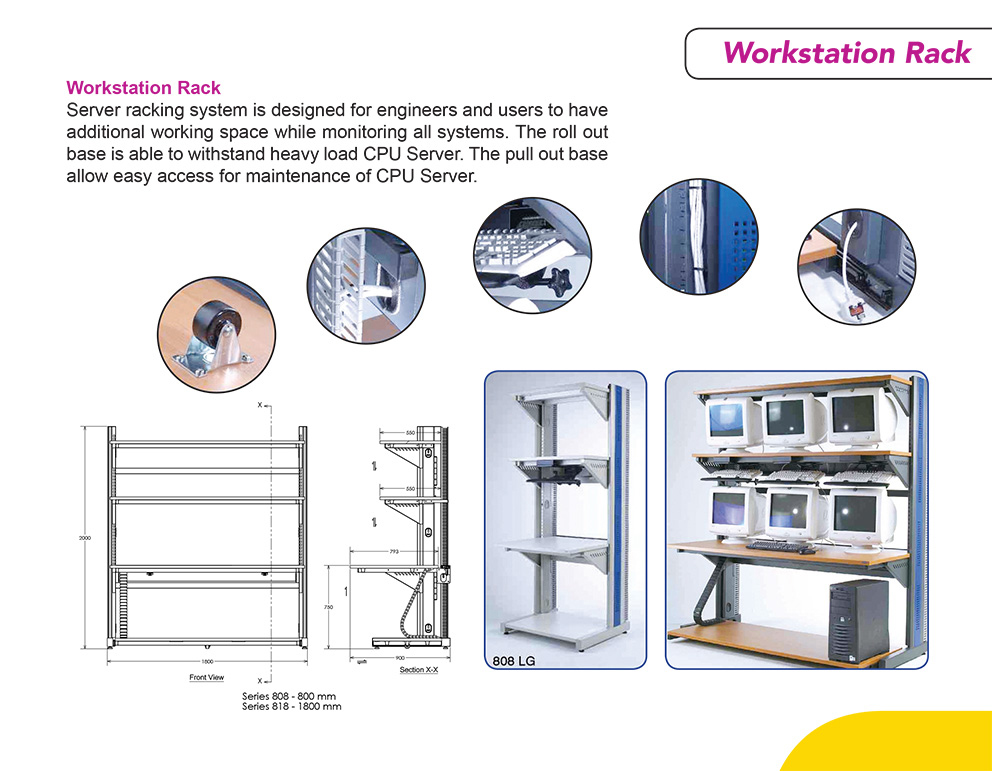 Workstation Rack
Workstation Rack
Server racking system is designed for engineers and users to have
additional working space while monitoring all systems. The roll out
base is able to withstand heavy load CPU Server. The pull out base
allow easy access for maintenance of CPU Server.
X
550
550
2000
793
750
1800
900
Front View
Section X-X
X
Series 808 - 800 mm
Series 818 - 1800 mm
808 LG